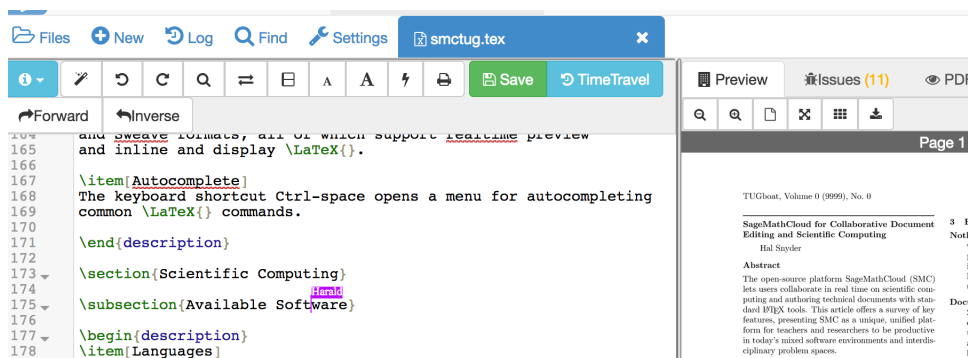 Files New Log Find Settings smctug.tex
A A Save TimeTravel Preview Issues (11)
Forward Inverse
Page 1
164 and Sweave formats, all of which support realtime preview
165 and inline and display \LaTeX{}.
166
167 \item[Autocomplete]
168 The keyboard shortcut Ctrl-space opens a menu for autocompleting
169 common \LaTeX{} commands.
170
171 \end{description}
172
173 \section{Scientific Computing}
174
Harald
175 \subsection{Available Software}
176
177 \begin{description}
178 \item[Languages]
TUGboat, Volume 0 (9999), No. 0
SageMathCloud for Collaborative Document
Editing and Scientific Computing
Hal Snyder
Abstract
The open-source platform SageMathCloud (SMC)
lets users collaborate in real time on scientific com-
puting and authoring technical documents with stan-
dard LATEX tools. This article offers a survey of key
features, presenting SMC as a unique, unified plat-
form for teachers and researchers to be productive
in today's mixed software environments and interdis-
ciplinary problem spaces.
3